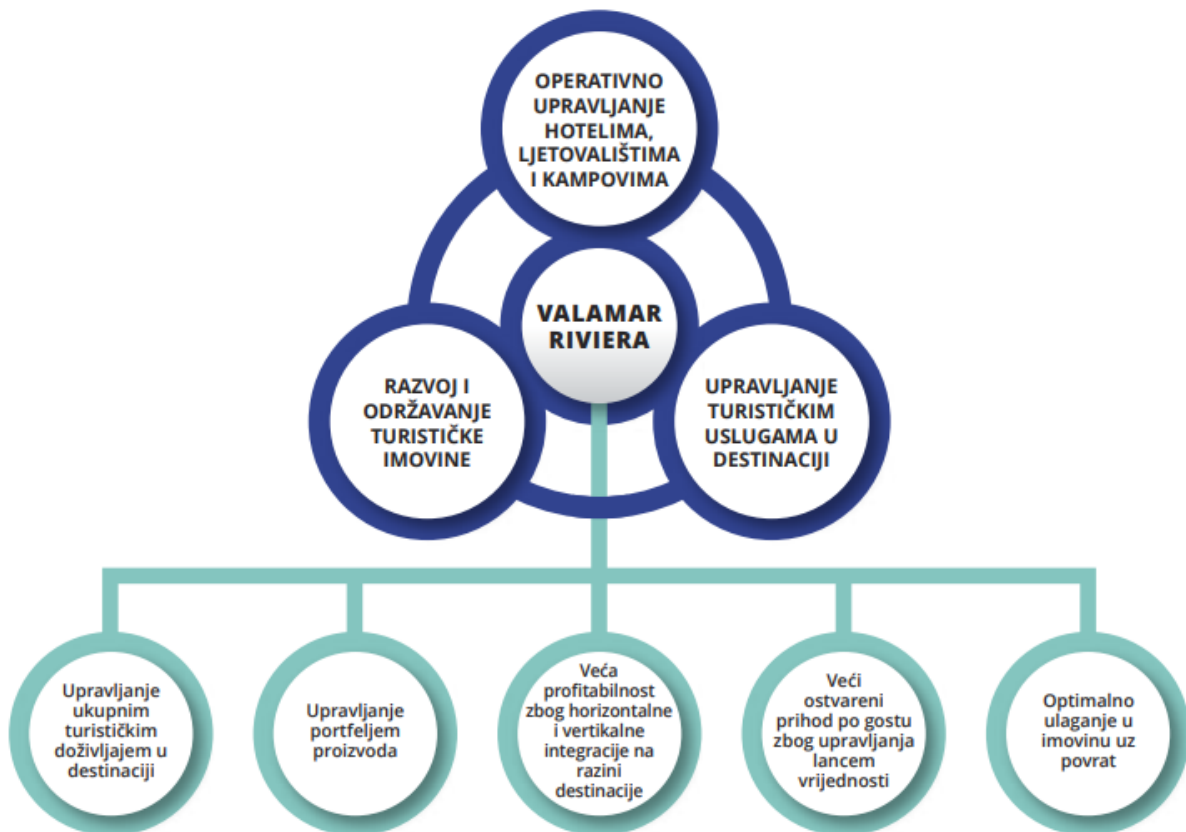 OPERATIVNO
UPRAVLJANJE
HOTELIMA,
LJETOVALIŠTIMA
I KAMPOVIMA
VALAMAR
RIVIERA
RAZVOJ I
ODRŽAVANJE
TURISTIČKE
IMOVINE
UPRAVLJANJE
TURISTIČKIM
USLUGAMA U
DESTINACIJI
Upravljanje
ukupnim
turističkim
doživljajem u
destinaciji
Upravljanje
portfeljem
proizvoda
Veća
profitabilnost
zbog horizontalne
i vertikalne
integracije na
razini
destinacije
Veći
ostvareni
prihod po gostu
zbog upravljanja
lancem
vrijednosti
Optimalno
ulaganje u
imovinu uz
povrat